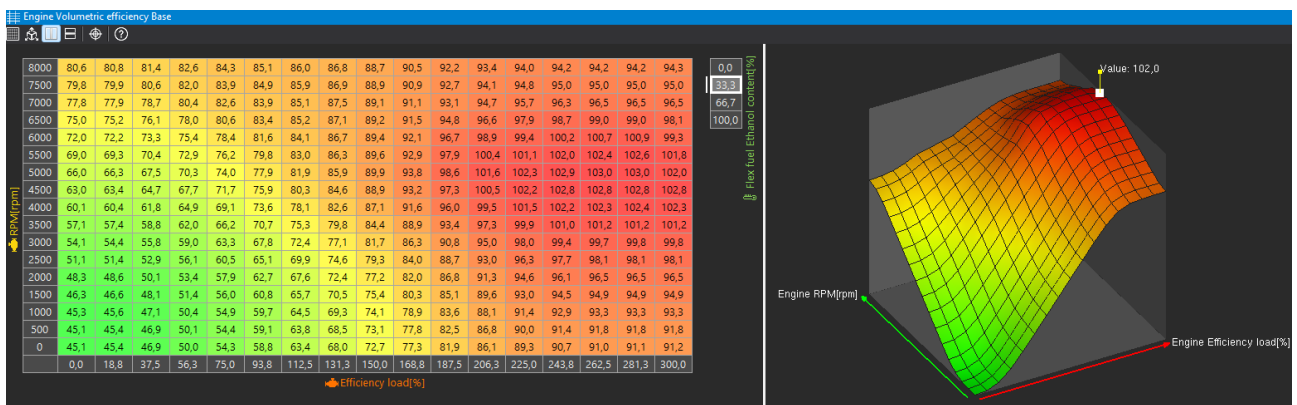 Engine Volumetric efficiency Base
8000 80,6 80,8 81,4 82,6 84,3 85,1 86,0 86,8 88,7 90,5 92,2 93,4 94,0 94,2 94,2 94,2 94,3
7500 79,8 79,9 80,6 82,0 83,9 84,9 85,9 86,9 88,9 90,9 92,7 94,1 94,8 95,0 95,0 95,0 95,0
7000 77,8 77,9 78,7 80,4 82,6 83,9 85,1 87,5 89,1 91,1 93,1 94,7 95,7 96,3 96,5 96,5 96,5
6500 75,0 75,2 76,1 78,0 80,6 83,4 85,2 87,1 89,2 91,5 94,8 96,6 97,9 98,7 99,0 99,0 98,1
6000 72,0 72,2 73,3 75,4 78,4 81,6 84,1 86,7 89,4 92,1 96,7 98,9 99,4 100,2 100,7 100,9 99,3
5500 69,0 69,3 70,4 72,9 76,2 79,8 83,0 86,3 89,6 92,9 97,9 100,4 101,1 102,0 102,4 102,6 101,8
5000 66,0 66,3 67,5 70,3 74,0 77,9 81,9 85,9 89,9 93,8 98,6 101,6 102,3 102,9 103,0 103,0 102,0
4500 63,0 63,4 64,7 67,7 71,7 75,9 80,3 84,6 88,9 93,2 97,3 100,5 102,2 102,8 102,8 102,8 102,8
4000 60,1 60,4 61,8 64,9 69,1 73,6 78,1 82,6 87,1 91,6 96,0 99,5 101,5 102,2 102,3 102,4 102,3
3500 57,1 57,4 58,8 62,0 66,2 70,7 75,3 79,8 84,4 88,9 93,4 97,3 99,9 101,0 101,2 101,2 101,2
3000 54,1 54,4 55,8 59,0 63,3 67,8 72,4 77,1 81,7 86,3 90,8 95,0 98,0 99,4 99,7 99,8 99,8
2500 51,1 51,4 52,9 56,1 60,5 65,1 69,9 74,6 79,3 84,0 88,7 93,0 96,3 97,7 98,1 98,1 98,1
2000 48,3 48,6 50,1 53,4 57,9 62,7 67,6 72,4 77,2 82,0 86,8 91,3 94,6 96,1 96,5 96,5 96,5
1500 46,3 46,6 48,1 51,4 56,0 60,8 65,7 70,5 75,4 80,3 85,1 89,6 93,0 94,5 94,9 94,9 94,9
1000 45,3 45,6 47,1 50,4 54,9 59,7 64,5 69,3 74,1 78,9 83,6 88,1 91,4 92,9 93,3 93,3 93,3
500 45,1 45,4 46,9 50,1 54,4 59,1 63,8 68,5 73,1 77,8 82,5 86,8 90,0 91,4 91,8 91,8 91,8
0 45,1 45,4 46,9 50,0 54,3 58,8 63,4 68,0 72,7 77,3 81,9 86,1 89,3 90,7 91,0 91,1 91,2
0,0 18,8 37,5 56,3 75,0 93,8 112,5 131,3 150,0 168,8 187,5 206,3 225,0 243,8 262,5 281,3 300,0
RPM[rpm]
Efficiency load[%]
0,0
33,3
66,7
100,0
Flex fuel Ethanol content[%]
Value: 102,0
Engine RPM[rpm]
Engine Efficiency load[%]